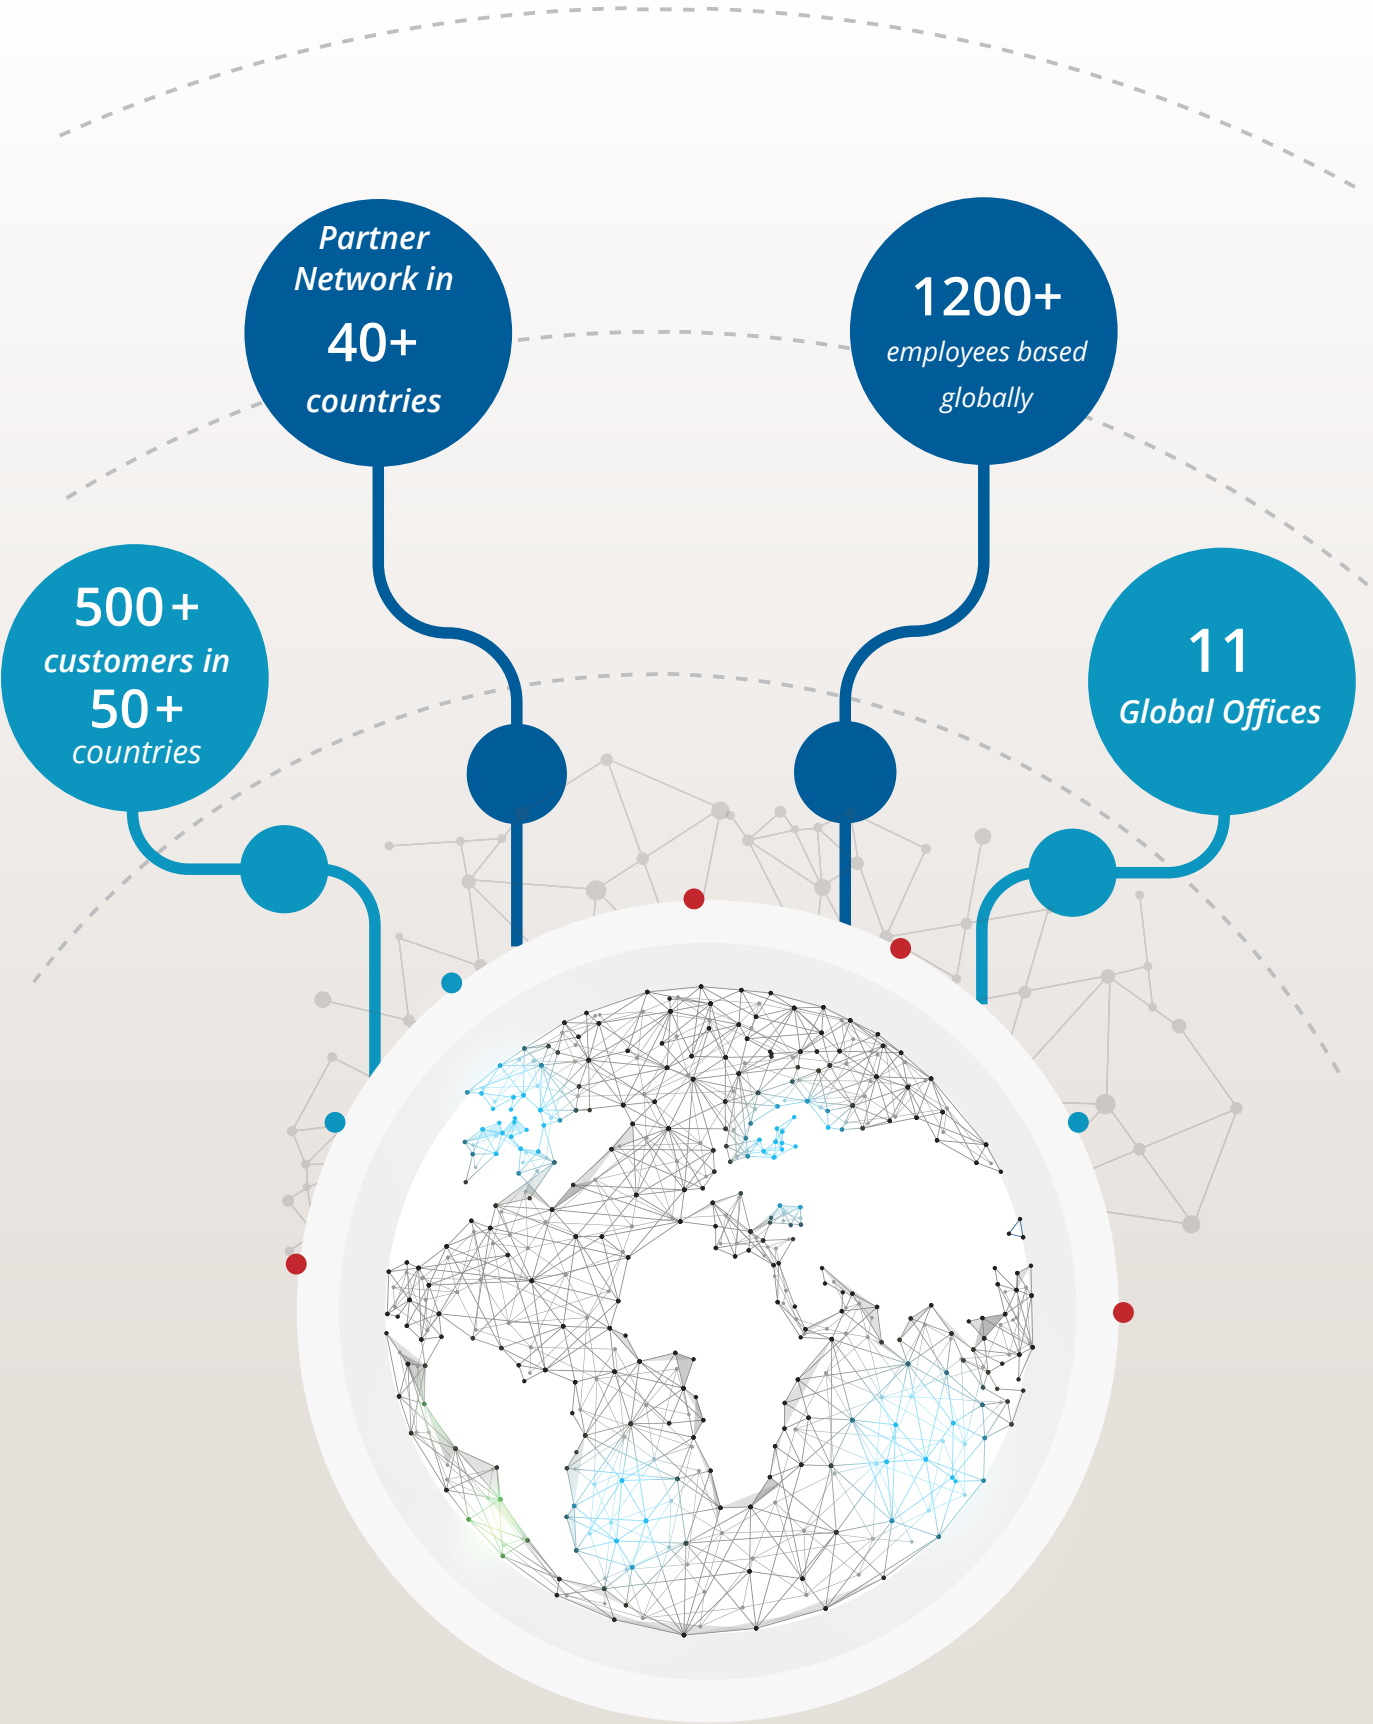 Partner
Network in
40+
countries
1200+
employees based
globally
500+
customers in
50+
countries
11
Global Offices